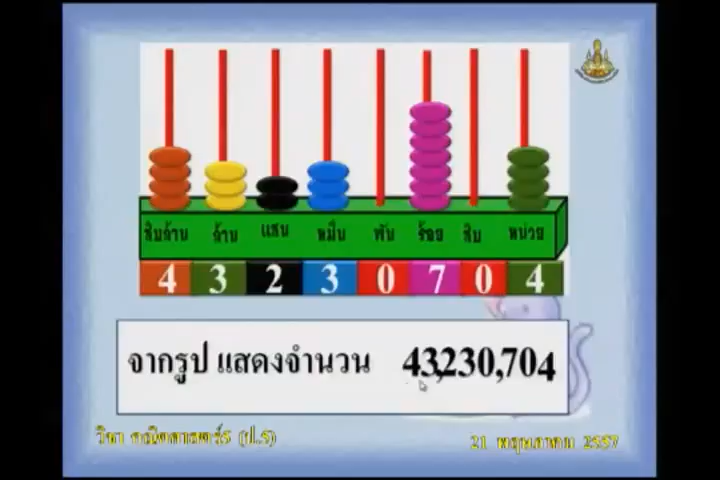 สิบล้าน ล้าน แสน หมื่น พัน ร้อย สิบ หน่วย
4 3 2 3 0 7 0 4
จากรูป แสดงจำนวน 43,230,704
วิชา คณิตศาสตร์ (ป.5)
21 พฤษภาคม 2557